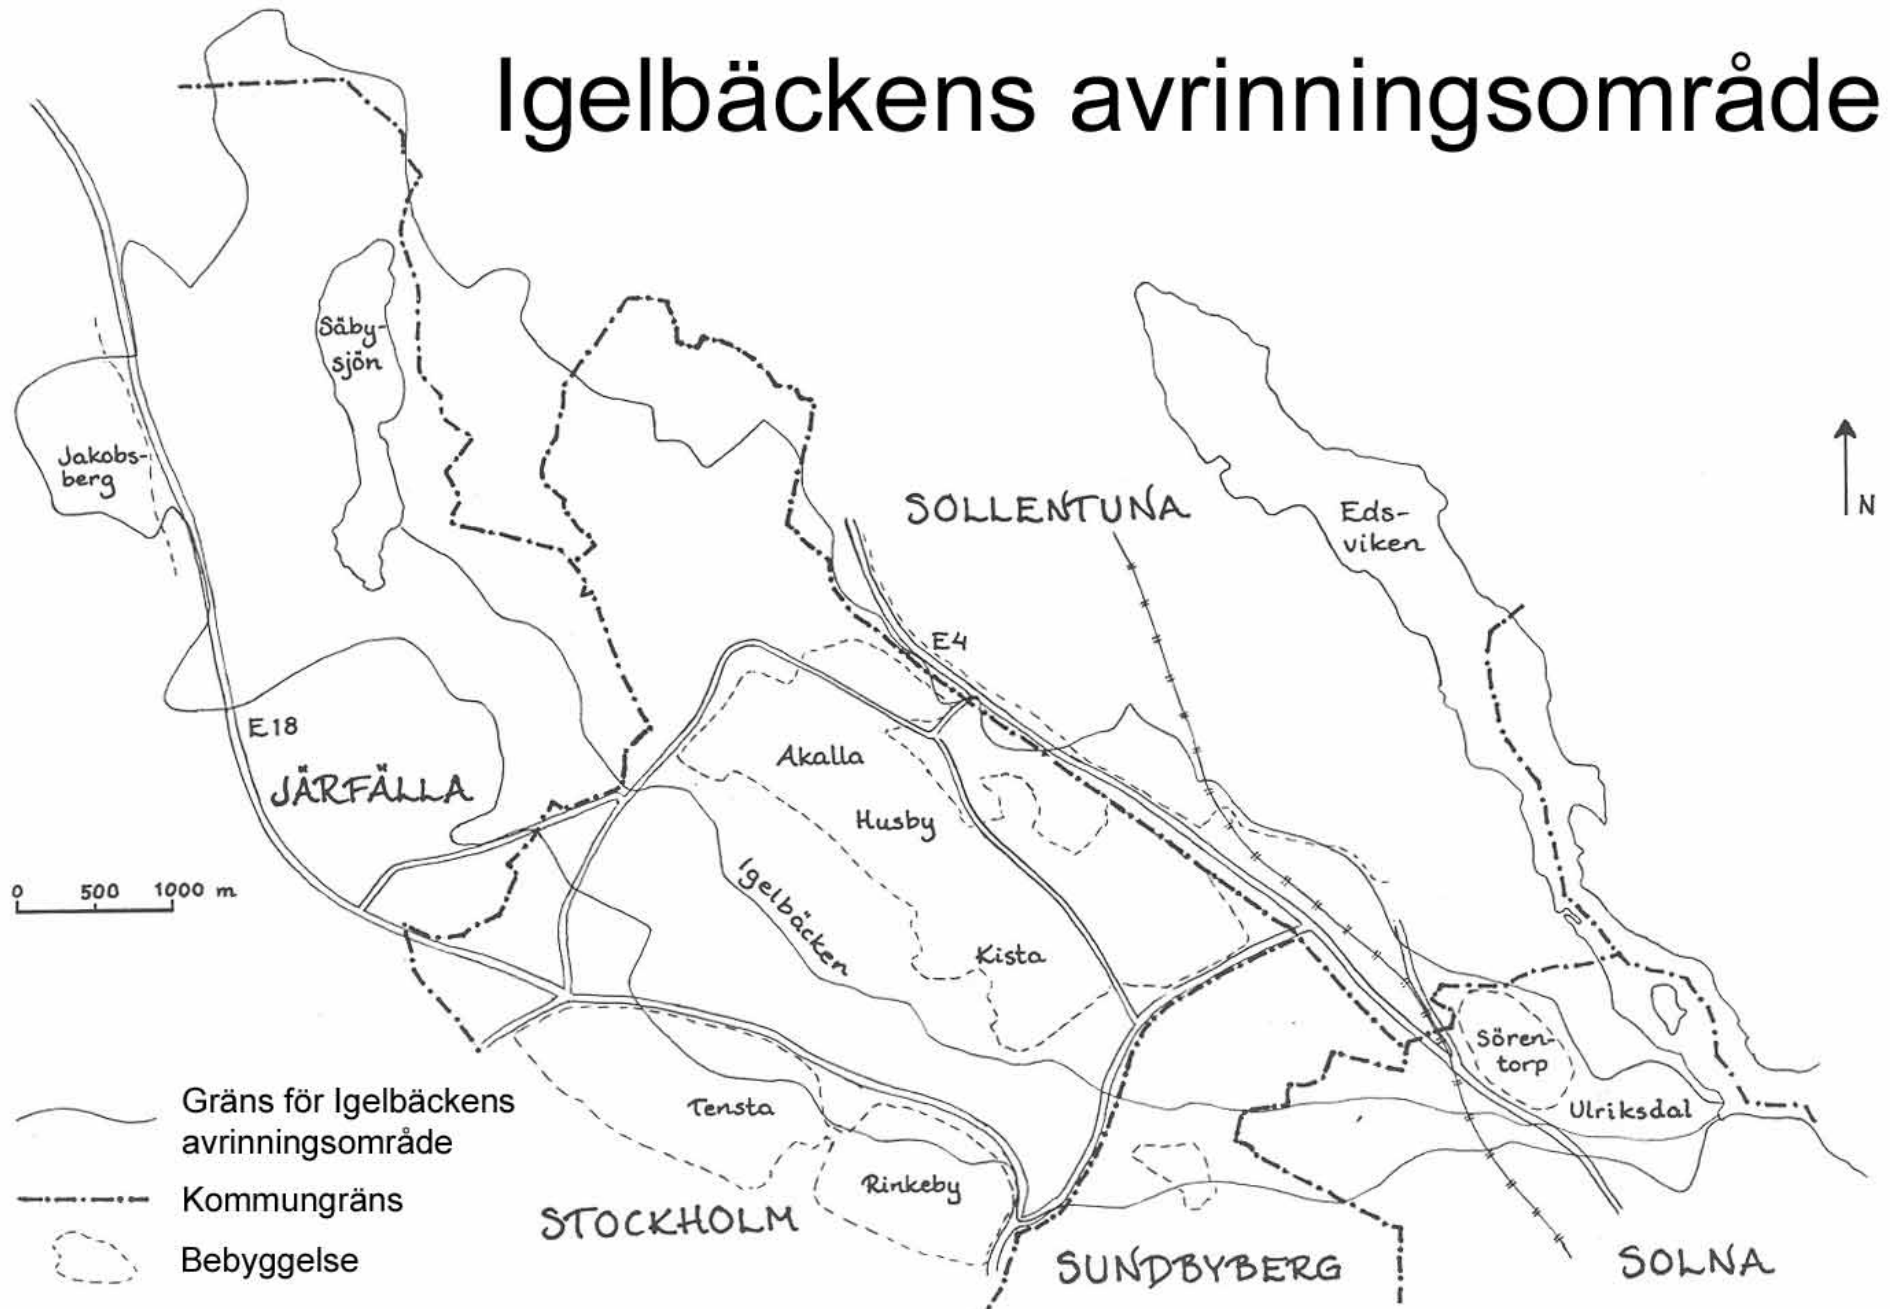 Igelbäckens avrinningsområde
Säby-
sjön
Jakobs-
berg
SOLLENTUNA
Eds-
viken
N
E4
E18
JÄRFÄLLA
Akalla
Husby
Igelbäcken
Kista
0 500 1000 m
Sören-
torp
Ulriksdal
Tensta
Rinkeby
STOCKHOLM
SUNDBYBERG
SOLNA
Gräns för Igelbäckens
avrinningsområde
Kommungräns
Bebyggelse